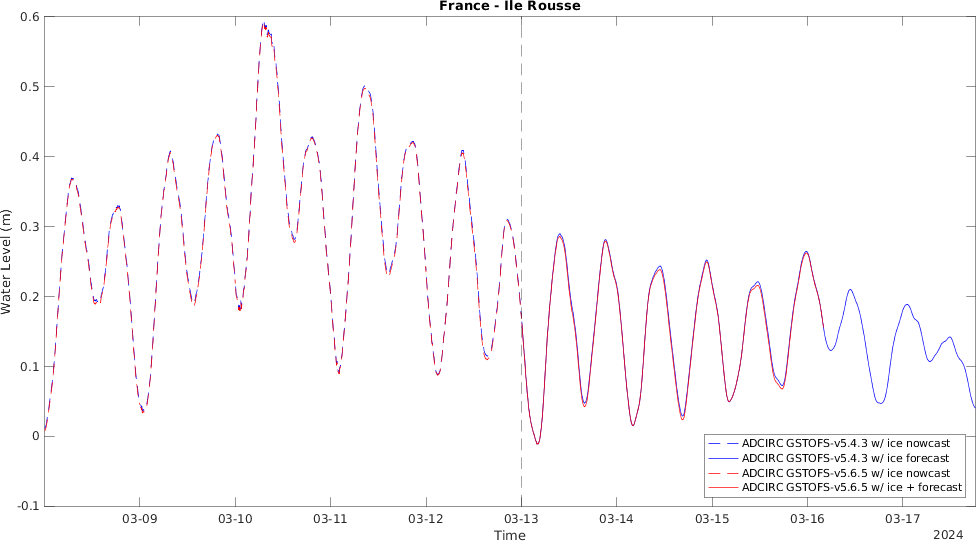 France - Ile Rousse
0.6
0.5
0.4
0.3
0.2
0.1
0
-0.1
Water Level (m)
03-09 03-10 03-11 03-12 03-13 03-14 03-15 03-16 03-17
Time
2024
ADCIRC GSTOFS-v5.4.3 w/ ice nowcast
ADCIRC GSTOFS-v5.4.3 w/ ice forecast
ADCIRC GSTOFS-v5.6.5 w/ ice nowcast
ADCIRC GSTOFS-v5.6.5 w/ ice + forecast